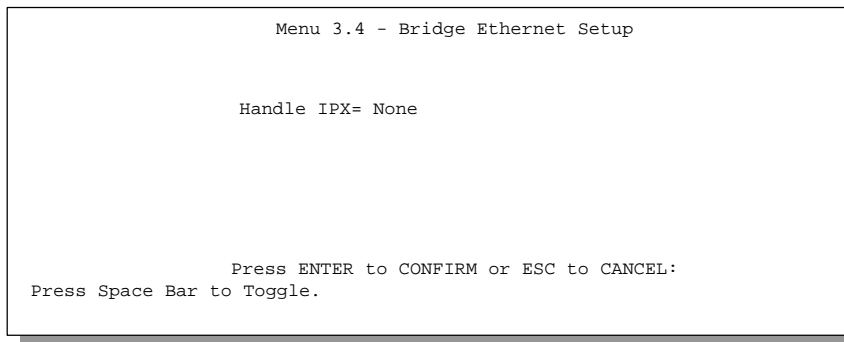 Menu 3.4 - Bridge Ethernet Setup
Handle IPX= None
Press ENTER to CONFIRM or ESC to CANCEL:
Press Space Bar to Toggle.